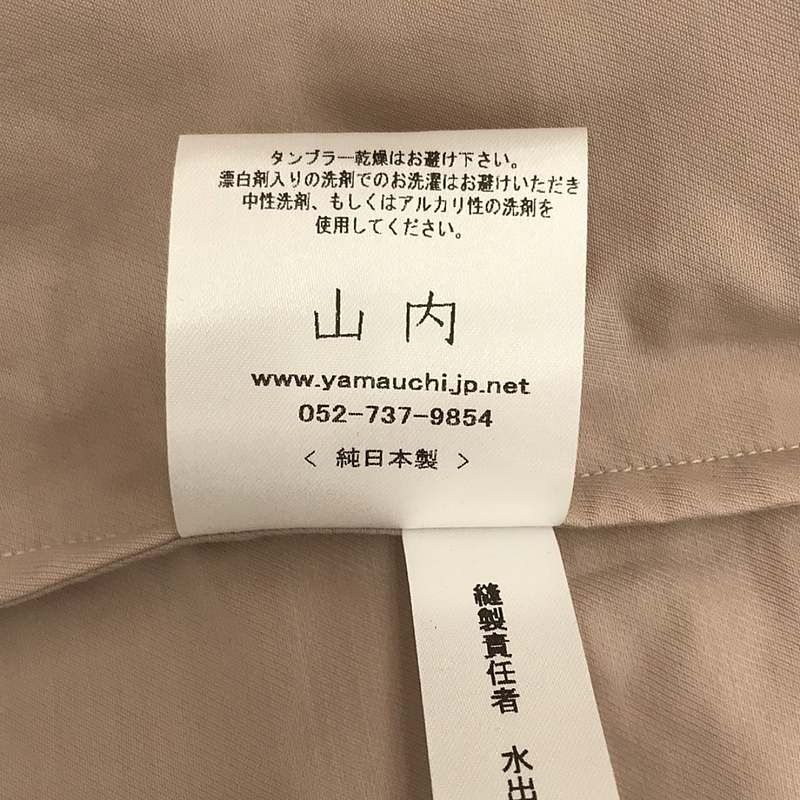 タンブラー乾燥はお避け下さい。
漂白剤入りの洗剤でのお洗濯はお避けいただき
中性洗剤、もしくはアルカリ性の洗剤を
使用してください。
山内
www.yamauchi.jp.net
052-737-9854
< 純日本製 >
縫製責任者 水出